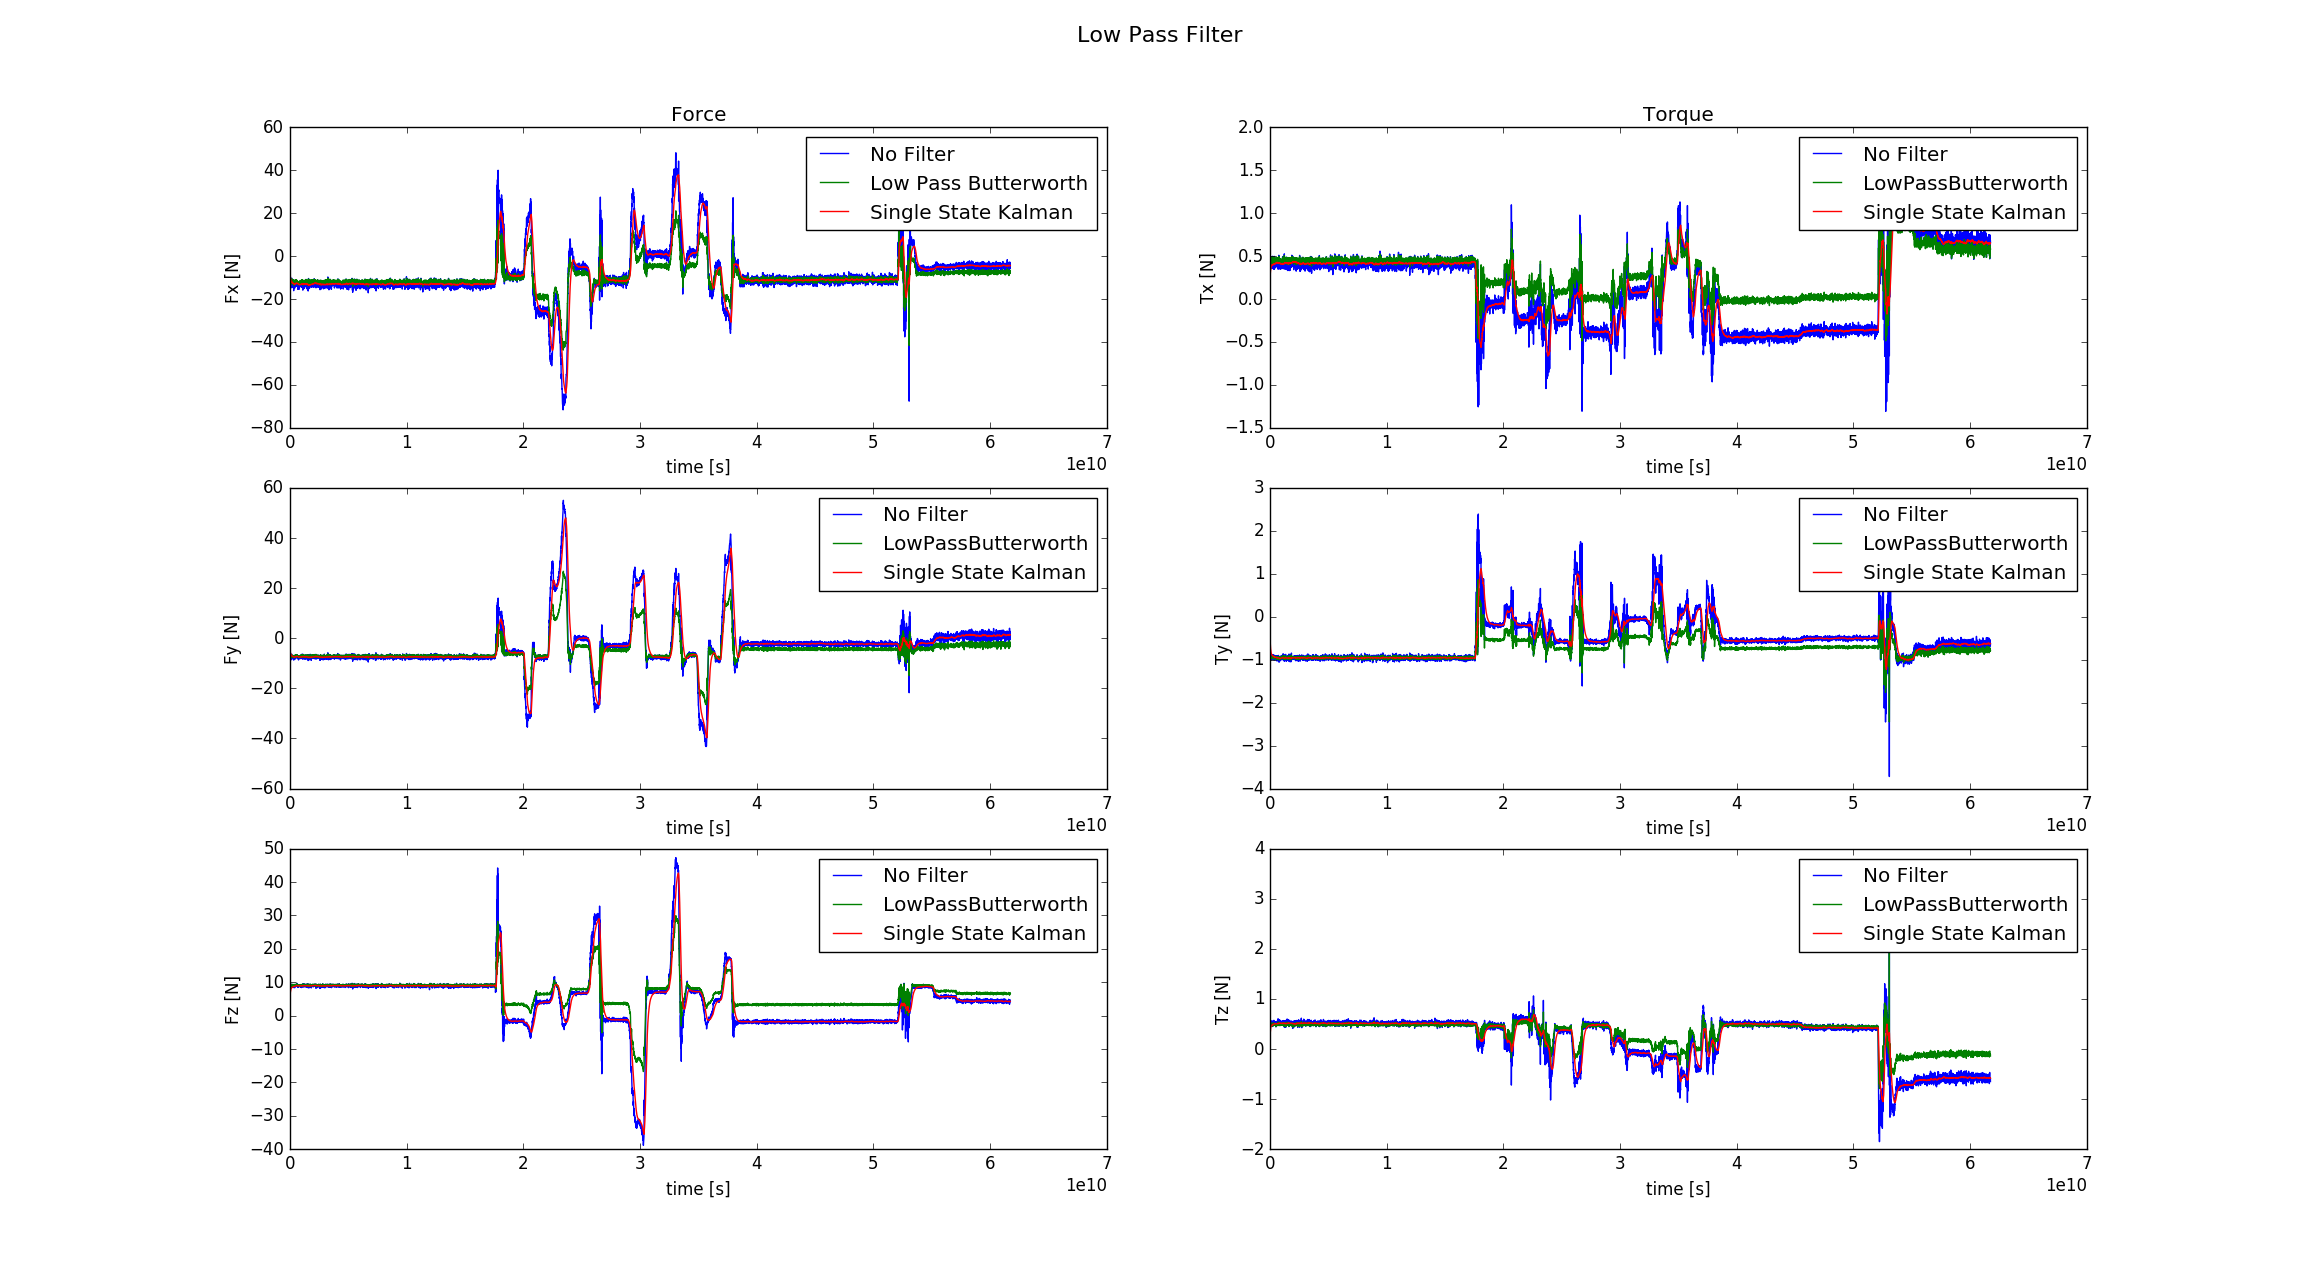 Low Pass Filter
Force
60
40
20
0
−20
−40
−60
−80
Fx [N]
No Filter
Low Pass Butterworth
Single State Kalman
0 1 2 3 4 5 6 7
1e10
time [s]
Torque
2.0
1.5
1.0
0.5
0.0
−0.5
−1.0
−1.5
Tx [N]
No Filter
LowPassButterworth
Single State Kalman
0 1 2 3 4 5 6 7
1e10
time [s]
60
40
20
0
−20
−40
−60
Fy [N]
No Filter
LowPassButterworth
Single State Kalman
0 1 2 3 4 5 6 7
1e10
time [s]
3
2
1
0
−1
−2
−3
−4
Ty [N]
No Filter
LowPassButterworth
Single State Kalman
0 1 2 3 4 5 6 7
1e10
time [s]
50
40
30
20
10
0
−10
−20
−30
−40
Fz [N]
No Filter
LowPassButterworth
Single State Kalman
0 1 2 3 4 5 6 7
1e10
time [s]
4
3
2
1
0
−1
−2
Tz [N]
No Filter
LowPassButterworth
Single State Kalman
0 1 2 3 4 5 6 7
1e10
time [s]